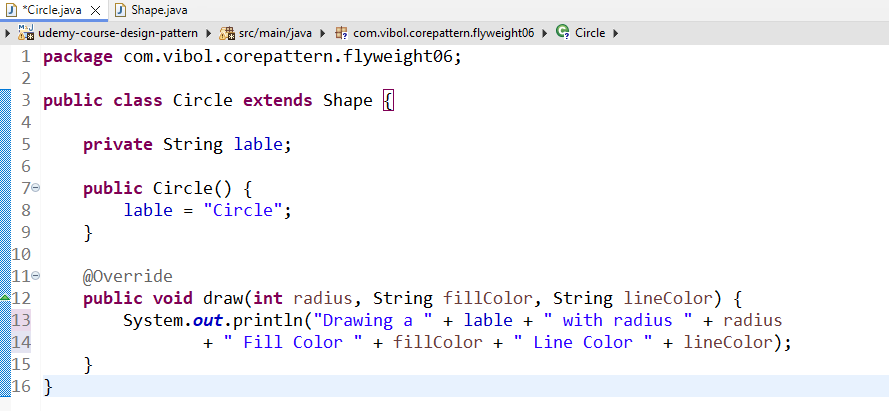 *Circle.java Shape.java
udemy-course-design-pattern src/main/java com.vibol.corepattern.flyweight06 Circle
1 package com.vibol.corepattern.flyweight06;
2
3 public class Circle extends Shape {
4
5     private String lable;
6
7     public Circle() {
8         lable = "Circle";
9     }
10
11     @Override
12     public void draw(int radius, String fillColor, String lineColor) {
13         System.out.println("Drawing a " + lable + " with radius " + radius
14                 + " Fill Color " + fillColor + " Line Color " + lineColor);
15     }
16 }